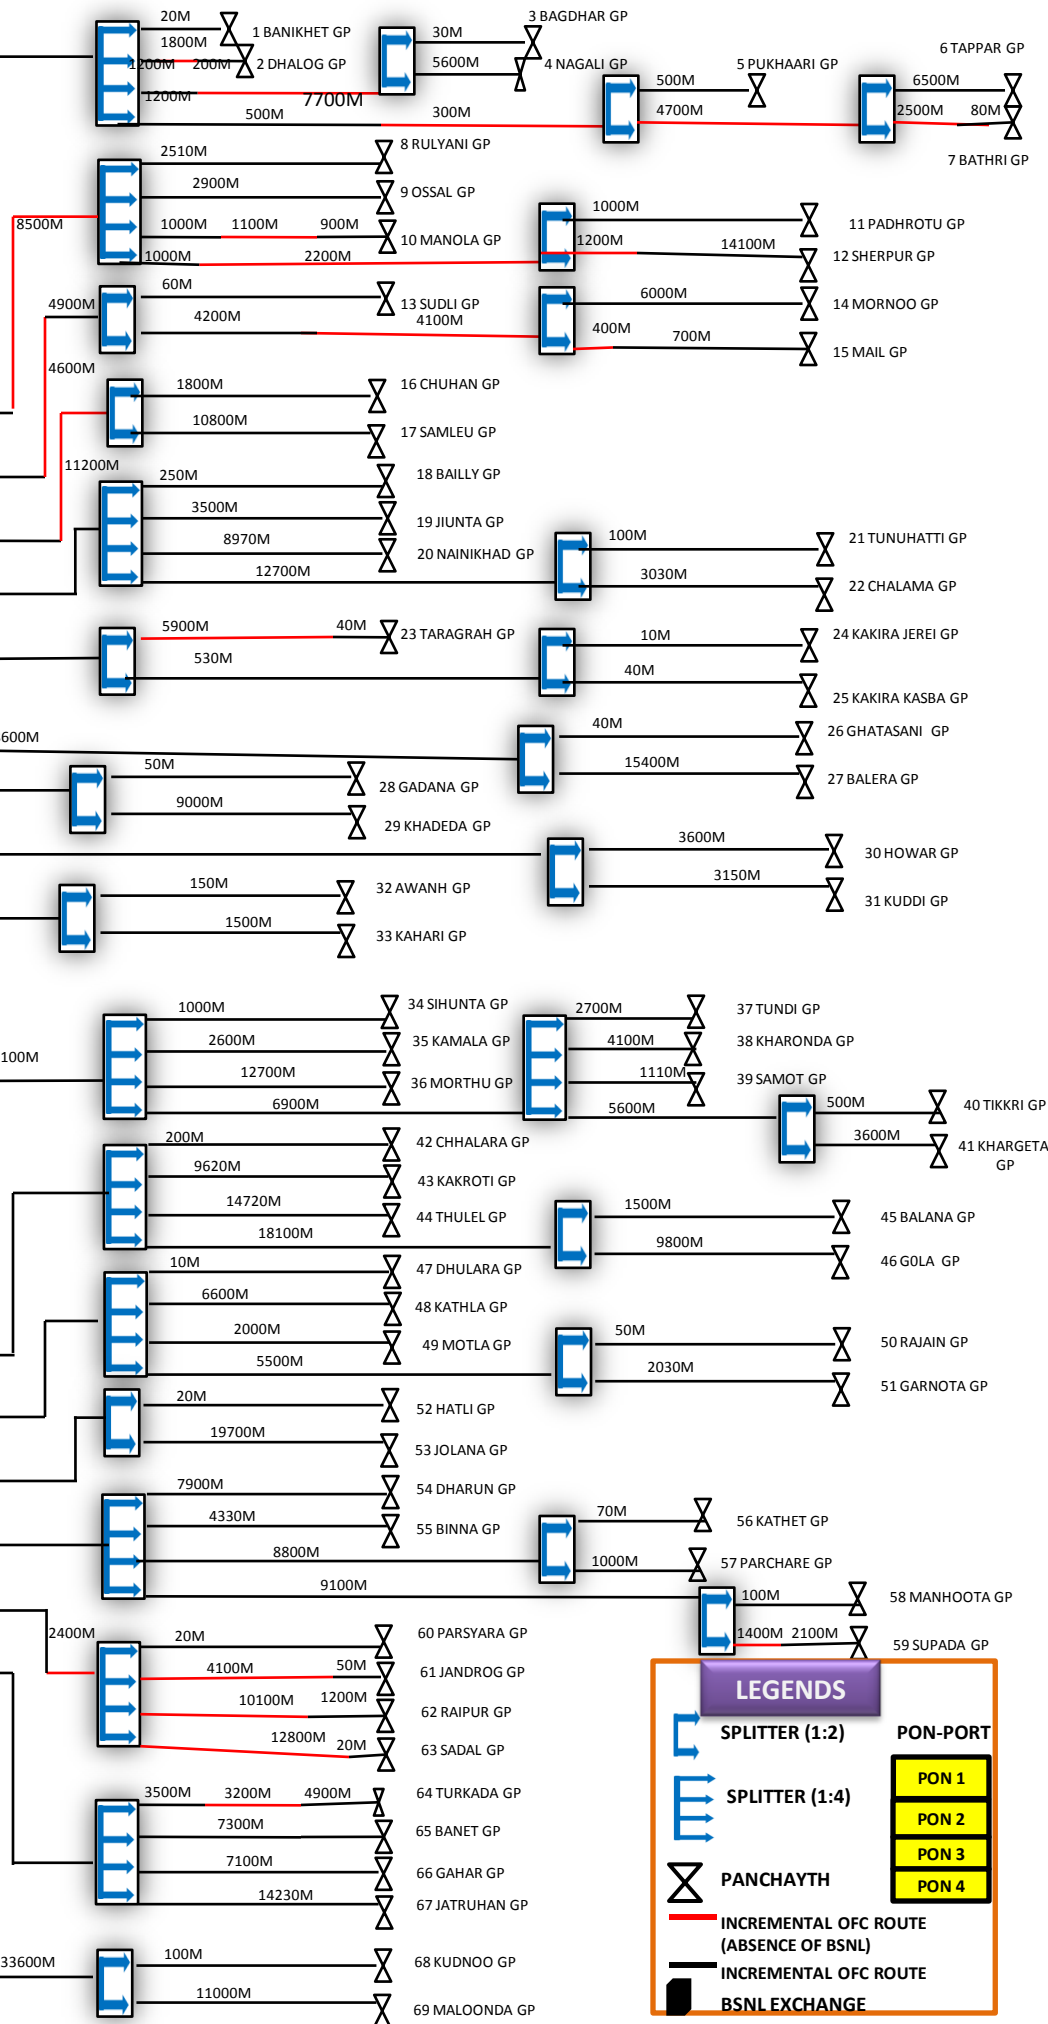 20M
1 BANIKHET GP
1800M
1200M 200M
2 DHALOG GP
1200M
7700M
500M
300M
3 BAGDHAR GP
30M
5600M
4 NAGALI GP
500M
5 PUKHAARI GP
4700M
6 TAPPAR GP
6500M
2500M
80M
7 BATHRI GP
8500M
2510M
8 RULYANI GP
2900M
9 OSSAL GP
1000M
1100M
900M
10 MANOLA GP
1000M
2200M
1000M
11 PADHROTU GP
1200M
14100M
12 SHERPUR GP
4900M
60M
13 SUDLI GP
4200M
4100M
6000M
14 MORNOO GP
400M
700M
15 MAIL GP
4600M
1800M
16 CHUHAN GP
10800M
17 SAMLEU GP
11200M
250M
18 BAILLY GP
3500M
19 JIUNTA GP
8970M
20 NAINIKHAD GP
12700M
100M
21 TUNUHATTI GP
3030M
22 CHALAMA GP
5900M
40M
23 TARAGRAH GP
530M
10M
24 KAKIRA JEREI GP
40M
25 KAKIRA KASBA GP
600M
40M
26 GHATASANI GP
15400M
27 BALERA GP
50M
28 GADANA GP
9000M
29 KHADEDA GP
3600M
30 HOWAR GP
3150M
31 KUDDI GP
150M
32 AWANH GP
1500M
33 KAHARI GP
100M
1000M
34 SIHUNTA GP
2600M
35 KAMALA GP
12700M
36 MORTHU GP
6900M
2700M
37 TUNDI GP
4100M
38 KHARONDA GP
1110M
39 SAMOT GP
5600M
500M
40 TIKKRI GP
3600M
41 KHARGETA
GP
200M
42 CHHALARA GP
9620M
43 KAKROTI GP
14720M
44 THULEL GP
18100M
1500M
45 BALANA GP
9800M
46 G0LA GP
10M
47 DHULARA GP
6600M
48 KATHLA GP
2000M
49 MOTLA GP
5500M
50M
50 RAJAIN GP
2030M
51 GARNOTA GP
20M
52 HATLI GP
19700M
53 JOLANA GP
7900M
54 DHARUN GP
4330M
55 BINNA GP
8800M
70M
56 KATHET GP
1000M
57 PARCHARE GP
9100M
100M
58 MANHOOTA GP
1400M
2100M
59 SUPADA GP
2400M
20M
60 PARSYARA GP
4100M
50M
61 JANDROG GP
10100M
1200M
62 RAIPUR GP
12800M
20M
63 SADAL GP
3500M
3200M
4900M
64 TURKADA GP
7300M
65 BANET GP
7100M
66 GAHAR GP
14230M
67 JATRUHAN GP
33600M
100M
68 KUDNOO GP
11000M
69 MALOONDA GP
LEGENDS
SPLITTER (1:2)
PON-PORT
PON 1
SPLITTER (1:4)
PON 2
PON 3
PANCHAYTH
PON 4
INCREMENTAL OFC ROUTE
(ABSENCE OF BSNL)
INCREMENTAL OFC ROUTE
BSNL EXCHANGE